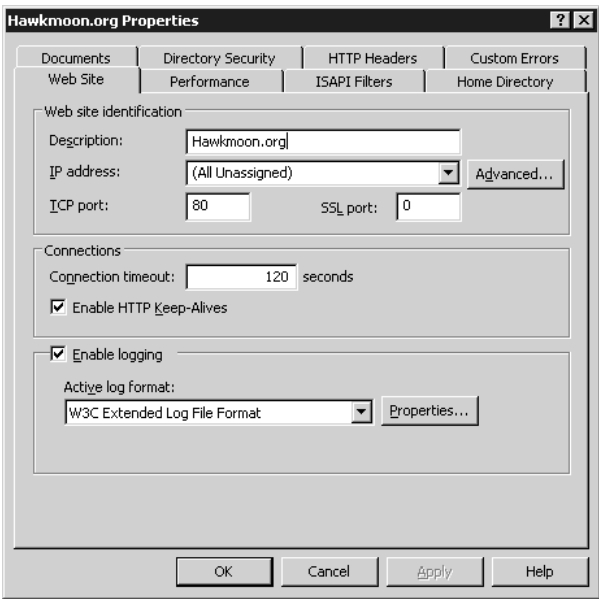 Hawkmoon.org Properties
Documents Directory Security HTTP Headers Custom Errors
Web Site Performance ISAPI Filters Home Directory
Web site identification
Description: Hawkmoon.org
IP address: (All Unassigned) Advanced...
TCP port: 80 SSL port: 0
Connections
Connection timeout: 120 seconds
Enable HTTP Keep-Alives
Enable logging
Active log format:
W3C Extended Log File Format Properties...
OK Cancel Apply Help